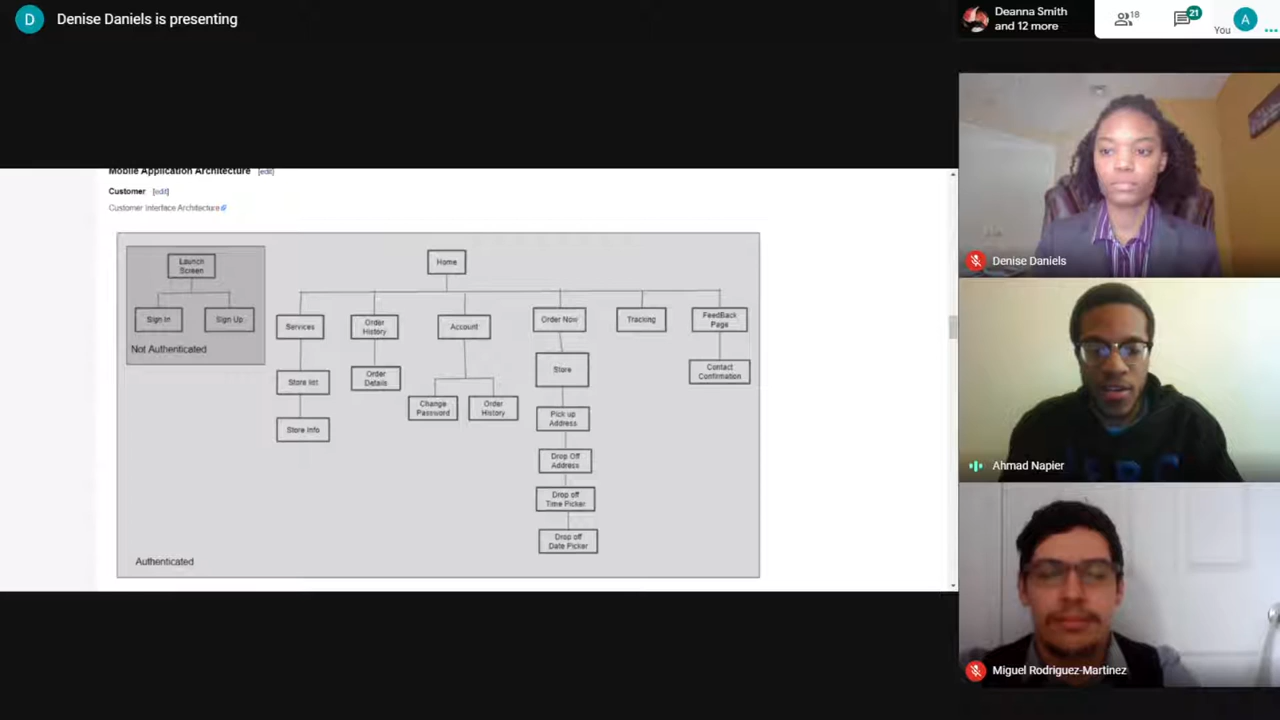 D
Denise Daniels is presenting
Deanna Smith
and 12 more
18
21
You
A
Mobile Application Architecture [edit]
Customer [edit]
Customer Interface Architecture
Launch
Screen
Sign In
Sign Up
Not Authenticated
Home
Services
Order
History
Account
Order Now
Tracking
FeedBack
Page
Store list
Order
Details
Change
Password
Order
History
Store
Contact
Confirmation
Store Info
Pick up
Address
Drop Off
Address
Drop off
Time Picker
Drop off
Date Picker
Authenticated
Denise Daniels
Ahmad Napier
Miguel Rodriguez-Martinez